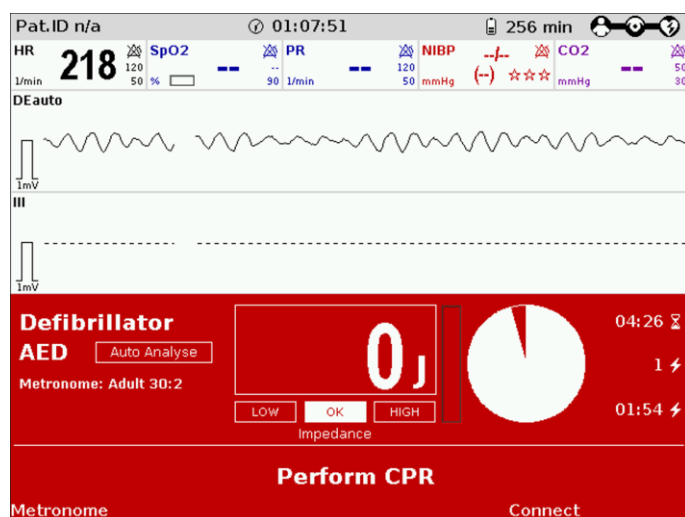 Pat.ID n/a 01:07:51 256 min
HR 218 120 50 1/min
SpO2 -- -- 90 %
PR -- 120 50 1/min
NIBP --/-- (--) mmHg
CO2 -- 50 30 mmHg
DEauto
1mV
III
1mV
Defibrillator
AED Auto Analyse
Metronome: Adult 30:2
0 J
LOW OK HIGH
Impedance
04:26
1
01:54
Perform CPR
Metronome Connect